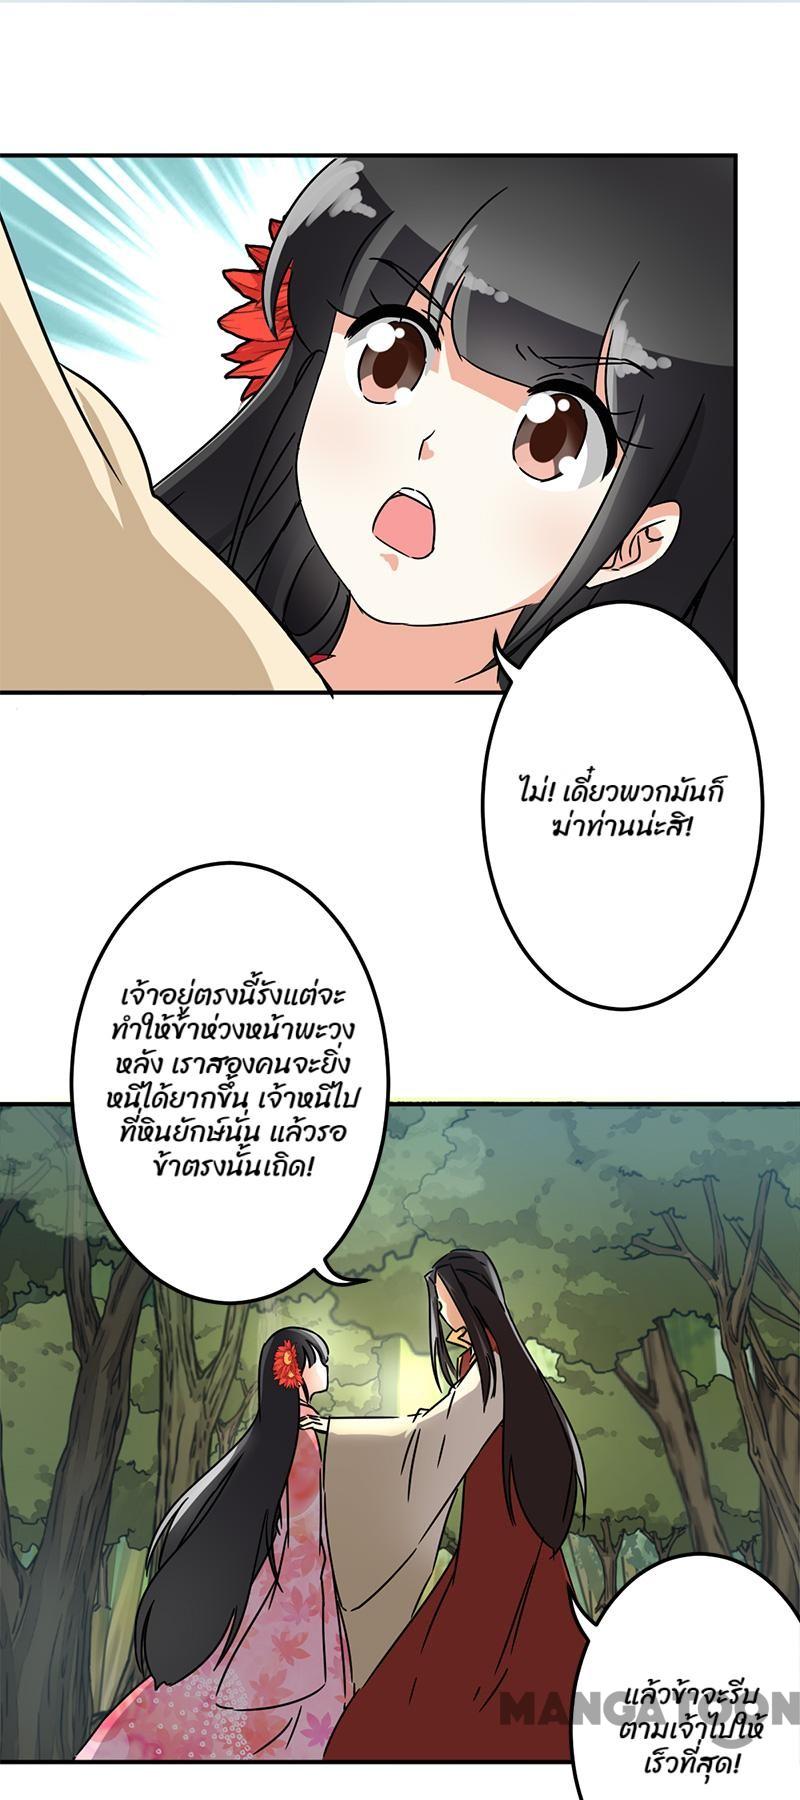 ไม่! เดี๋ยวพวกมันก็
ฆ่าท่านน่ะสิ!
เจ้าอยู่ตรงนี้รังแต่จะ
ทำให้ข้าห่วงหน้าพะวง
หลัง เราสองคนจะยิ่ง
หนีได้ยากขึ้น เจ้าหนีไป
ที่หินยักษ์นั่น แล้วรอ
ข้าตรงนั้นเถิด!
แล้วข้าจะรีบ
ตามเจ้าไปให้
เร็วที่สุด!
MANGATOON